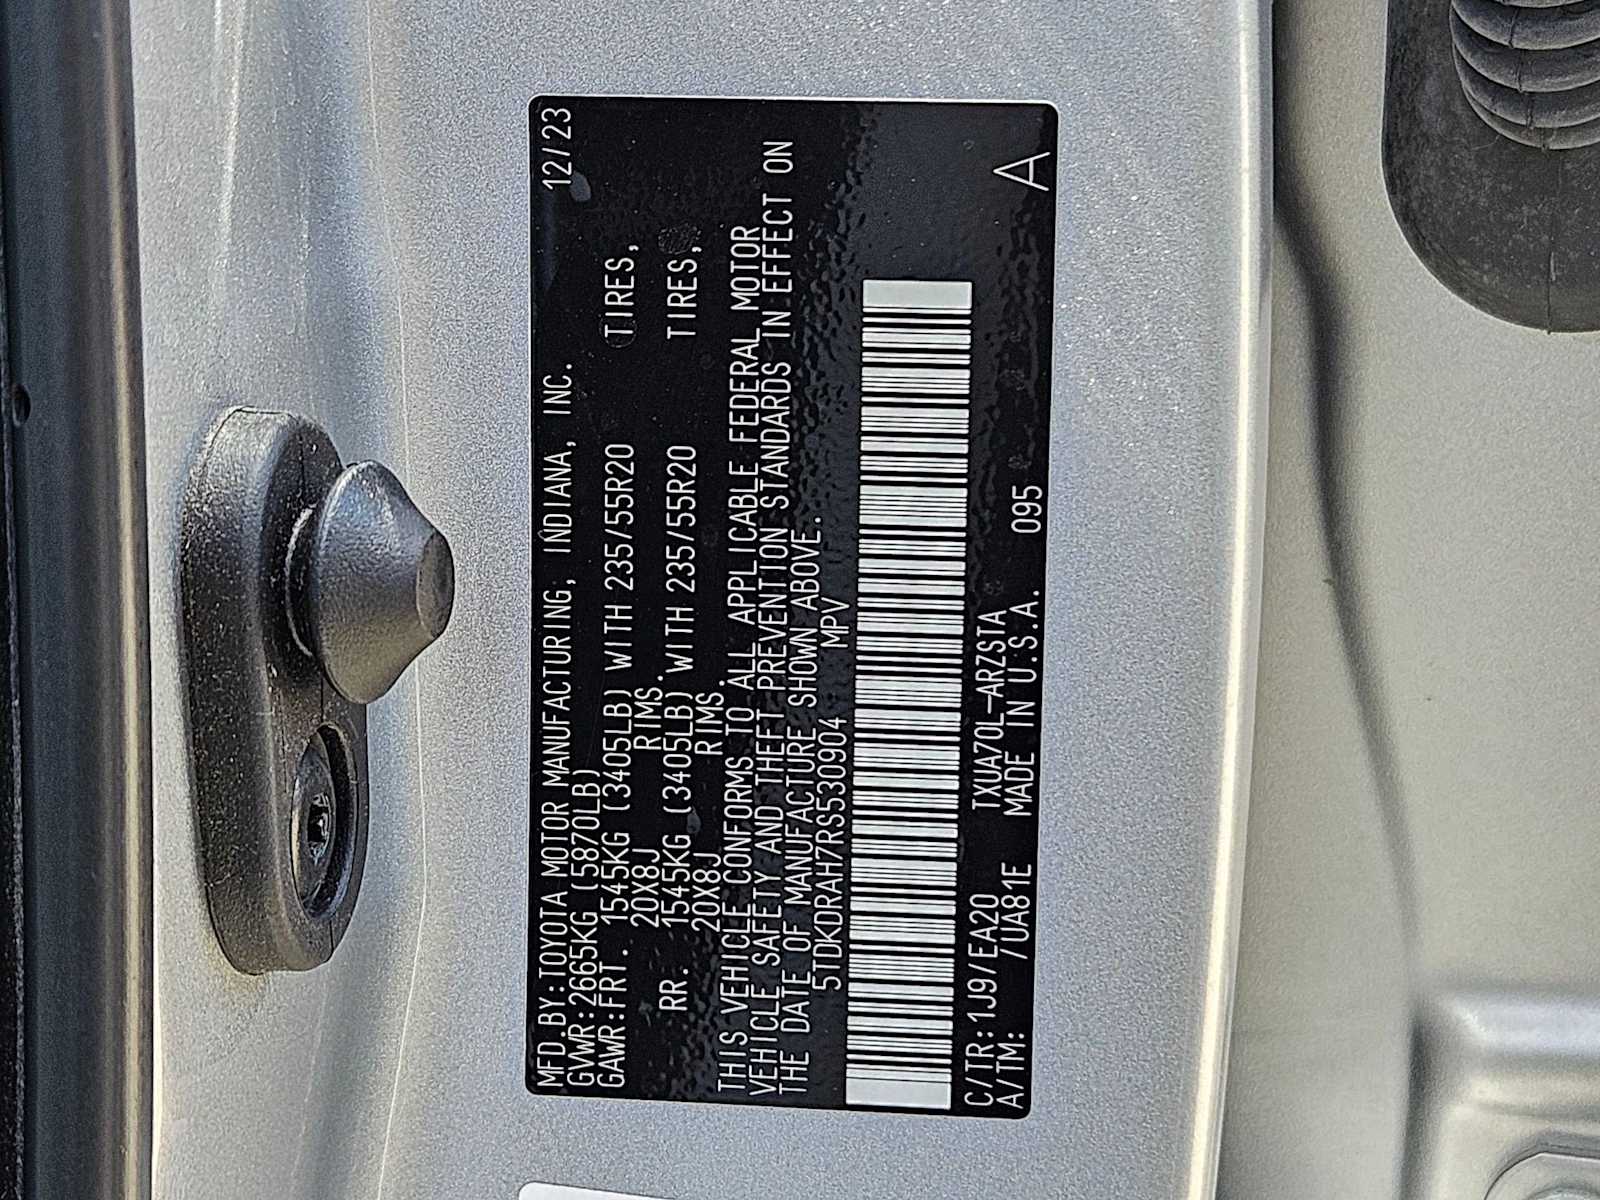 MFD.BY:TOYOTA MOTOR MANUFACTURING, INDIANA, INC. 12/23
GVWR:2665KG (5870LB)
GAWR:FRT. 1545KG (3405LB) WITH 235/55R20 TIRES,
20X8J RIMS.
RR. 1545KG (3405LB) WITH 235/55R20 TIRES,
20X8J RIMS.
THIS VEHICLE CONFORMS TO ALL APPLICABLE FEDERAL MOTOR
VEHICLE SAFETY AND THEFT PREVENTION STANDARDS IN EFFECT ON
THE DATE OF MANUFACTURE SHOWN ABOVE.
5TDKDRAH7RS530904 MPV
C/TR:1J9/EA20 TXUA70L-ARZSTA A
A/TM: /UA81E MADE IN U.S.A. 095